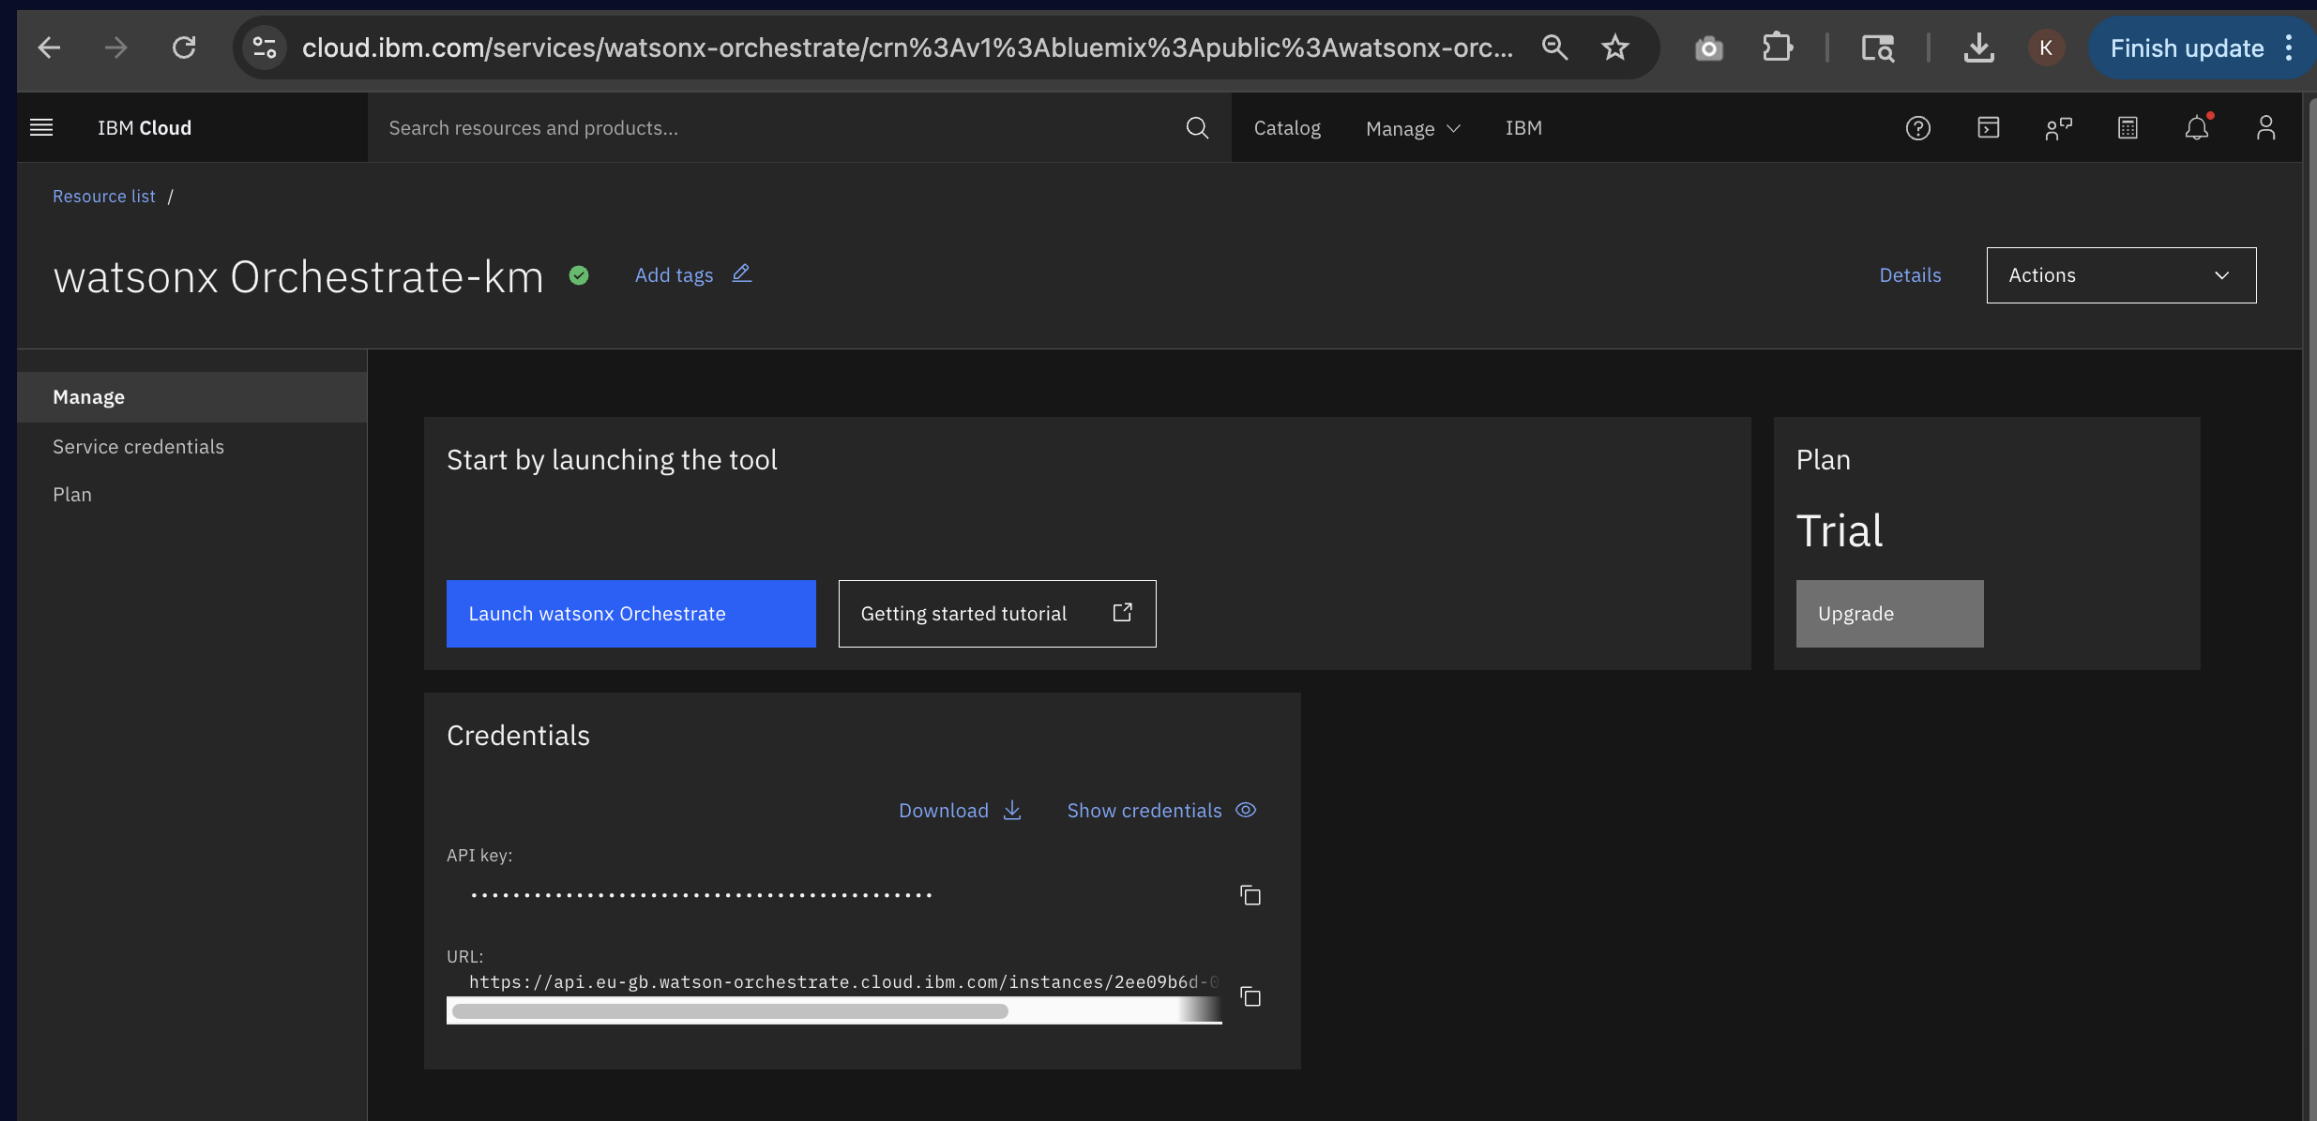 cloud.ibm.com/services/watsonx-orchestrate/crn%3Av1%3Abluemix%3Apublic%3Awatsonx-orc...
K
Finish update
IBM Cloud
Search resources and products...
Catalog
Manage
IBM
Resource list /
watsonx Orchestrate-km
Add tags
Details
Actions
Manage
Service credentials
Plan
Start by launching the tool
Launch watsonx Orchestrate
Getting started tutorial
Plan
Trial
Upgrade
Credentials
Download
Show credentials
API key:
••••••••••••••••••••••••••••••••••••••••••••
URL:
https://api.eu-gb.watson-orchestrate.cloud.ibm.com/instances/2ee09b6d-0